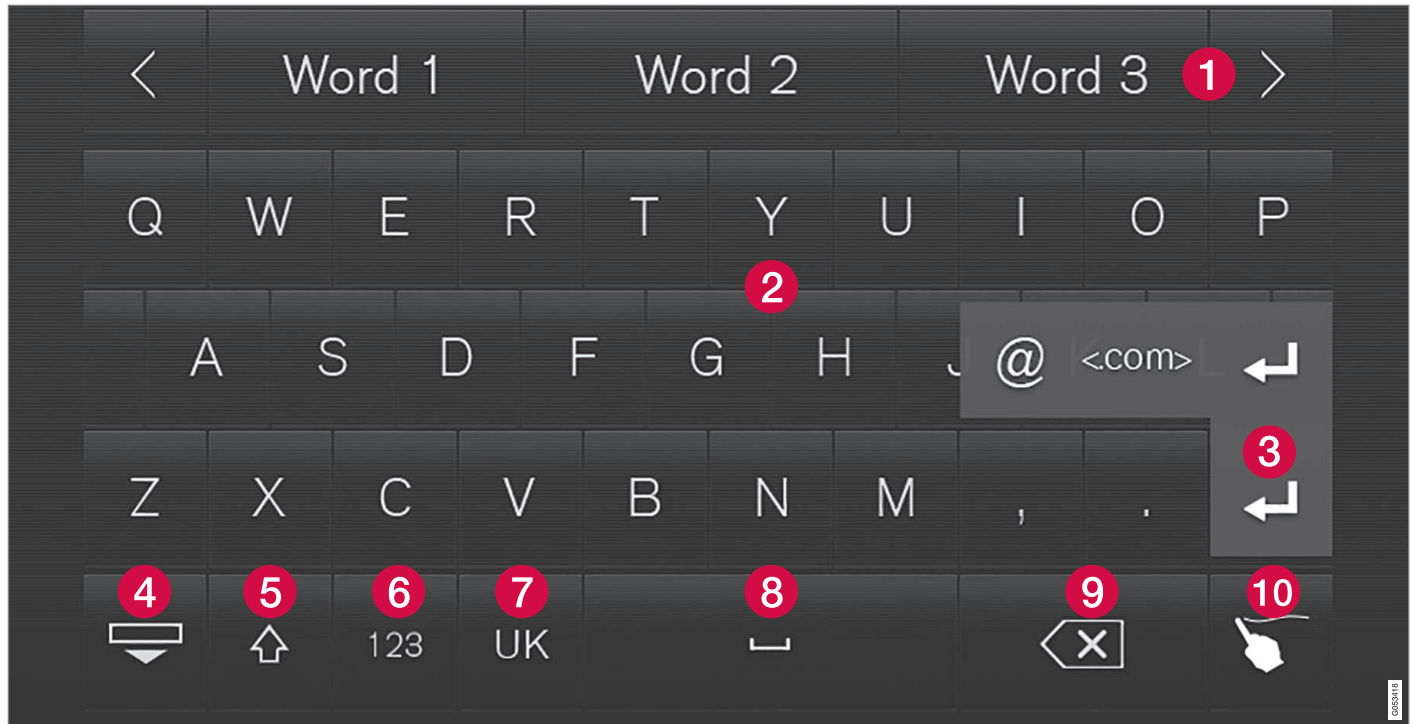 < Word 1 Word 2 Word 3 1 >
Q W E R T Y U I O P
2
A S D F G H J @ K <.com> L
3
Z X C V B N M , .
4 5 6 7 8 9 10
123 UK
G053418